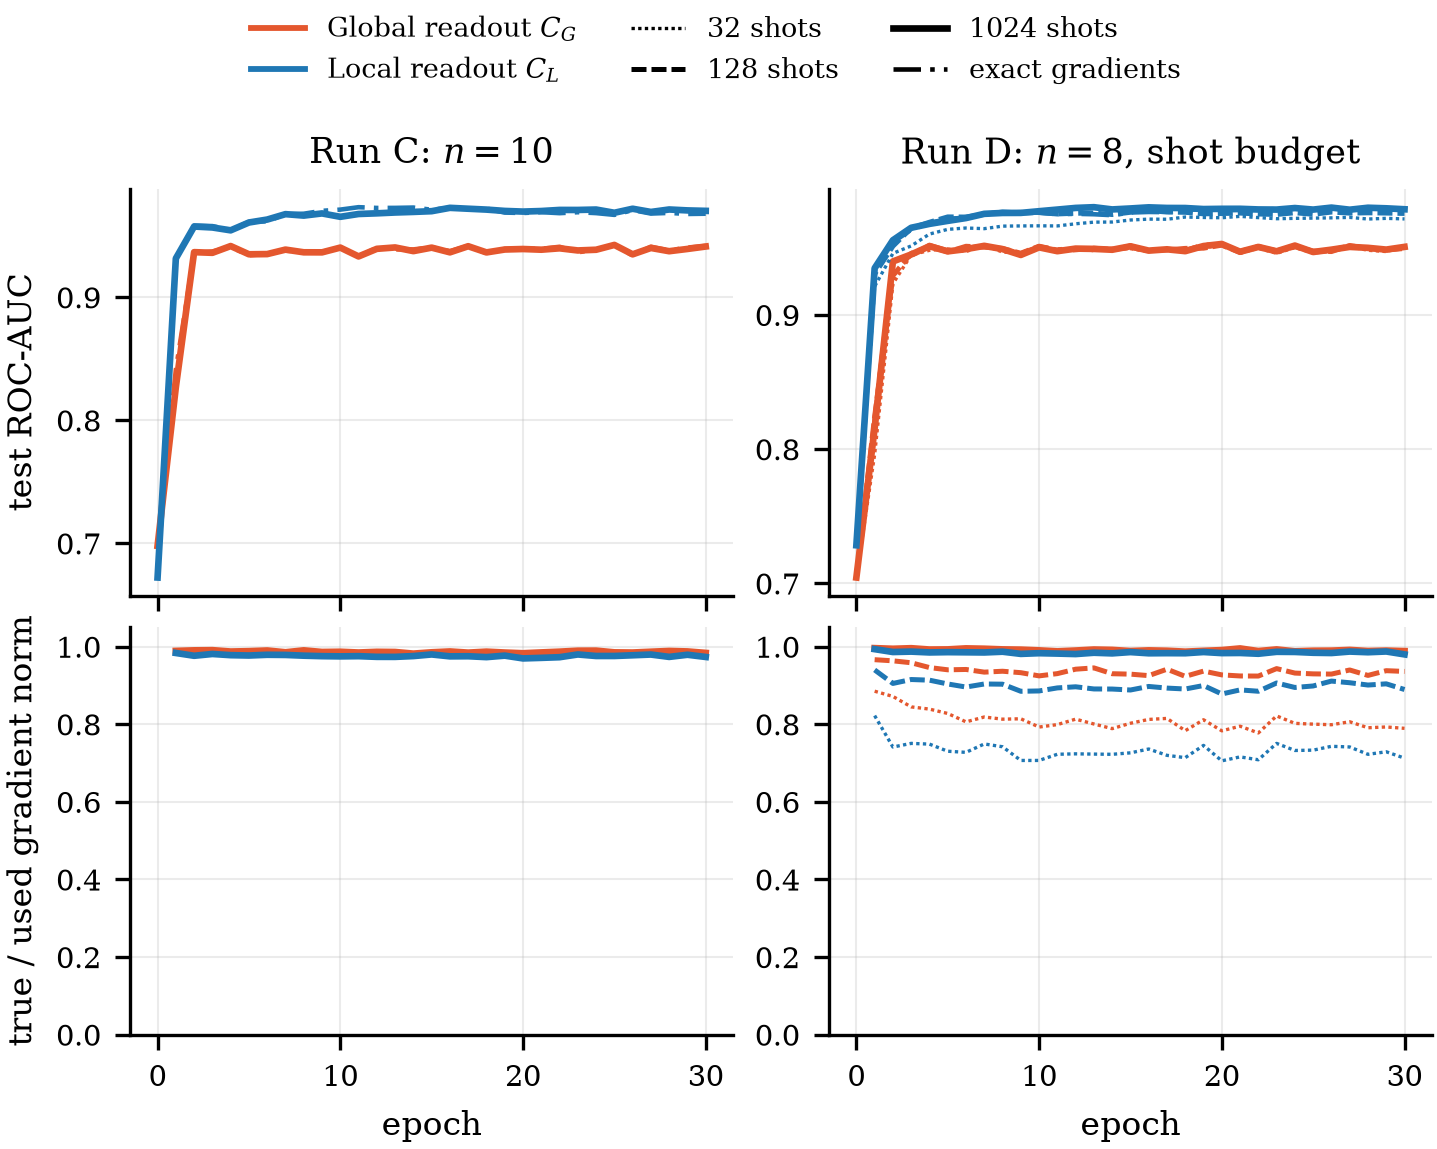 Global readout C_G
Local readout C_L
32 shots
128 shots
1024 shots
exact gradients
Run C: n = 10
Run D: n = 8, shot budget
test ROC-AUC
0.9
0.8
0.7
0.9
0.8
0.7
true / used gradient norm
1.0
0.8
0.6
0.4
0.2
0.0
0 10 20 30
epoch
1.0
0.8
0.6
0.4
0.2
0.0
0 10 20 30
epoch